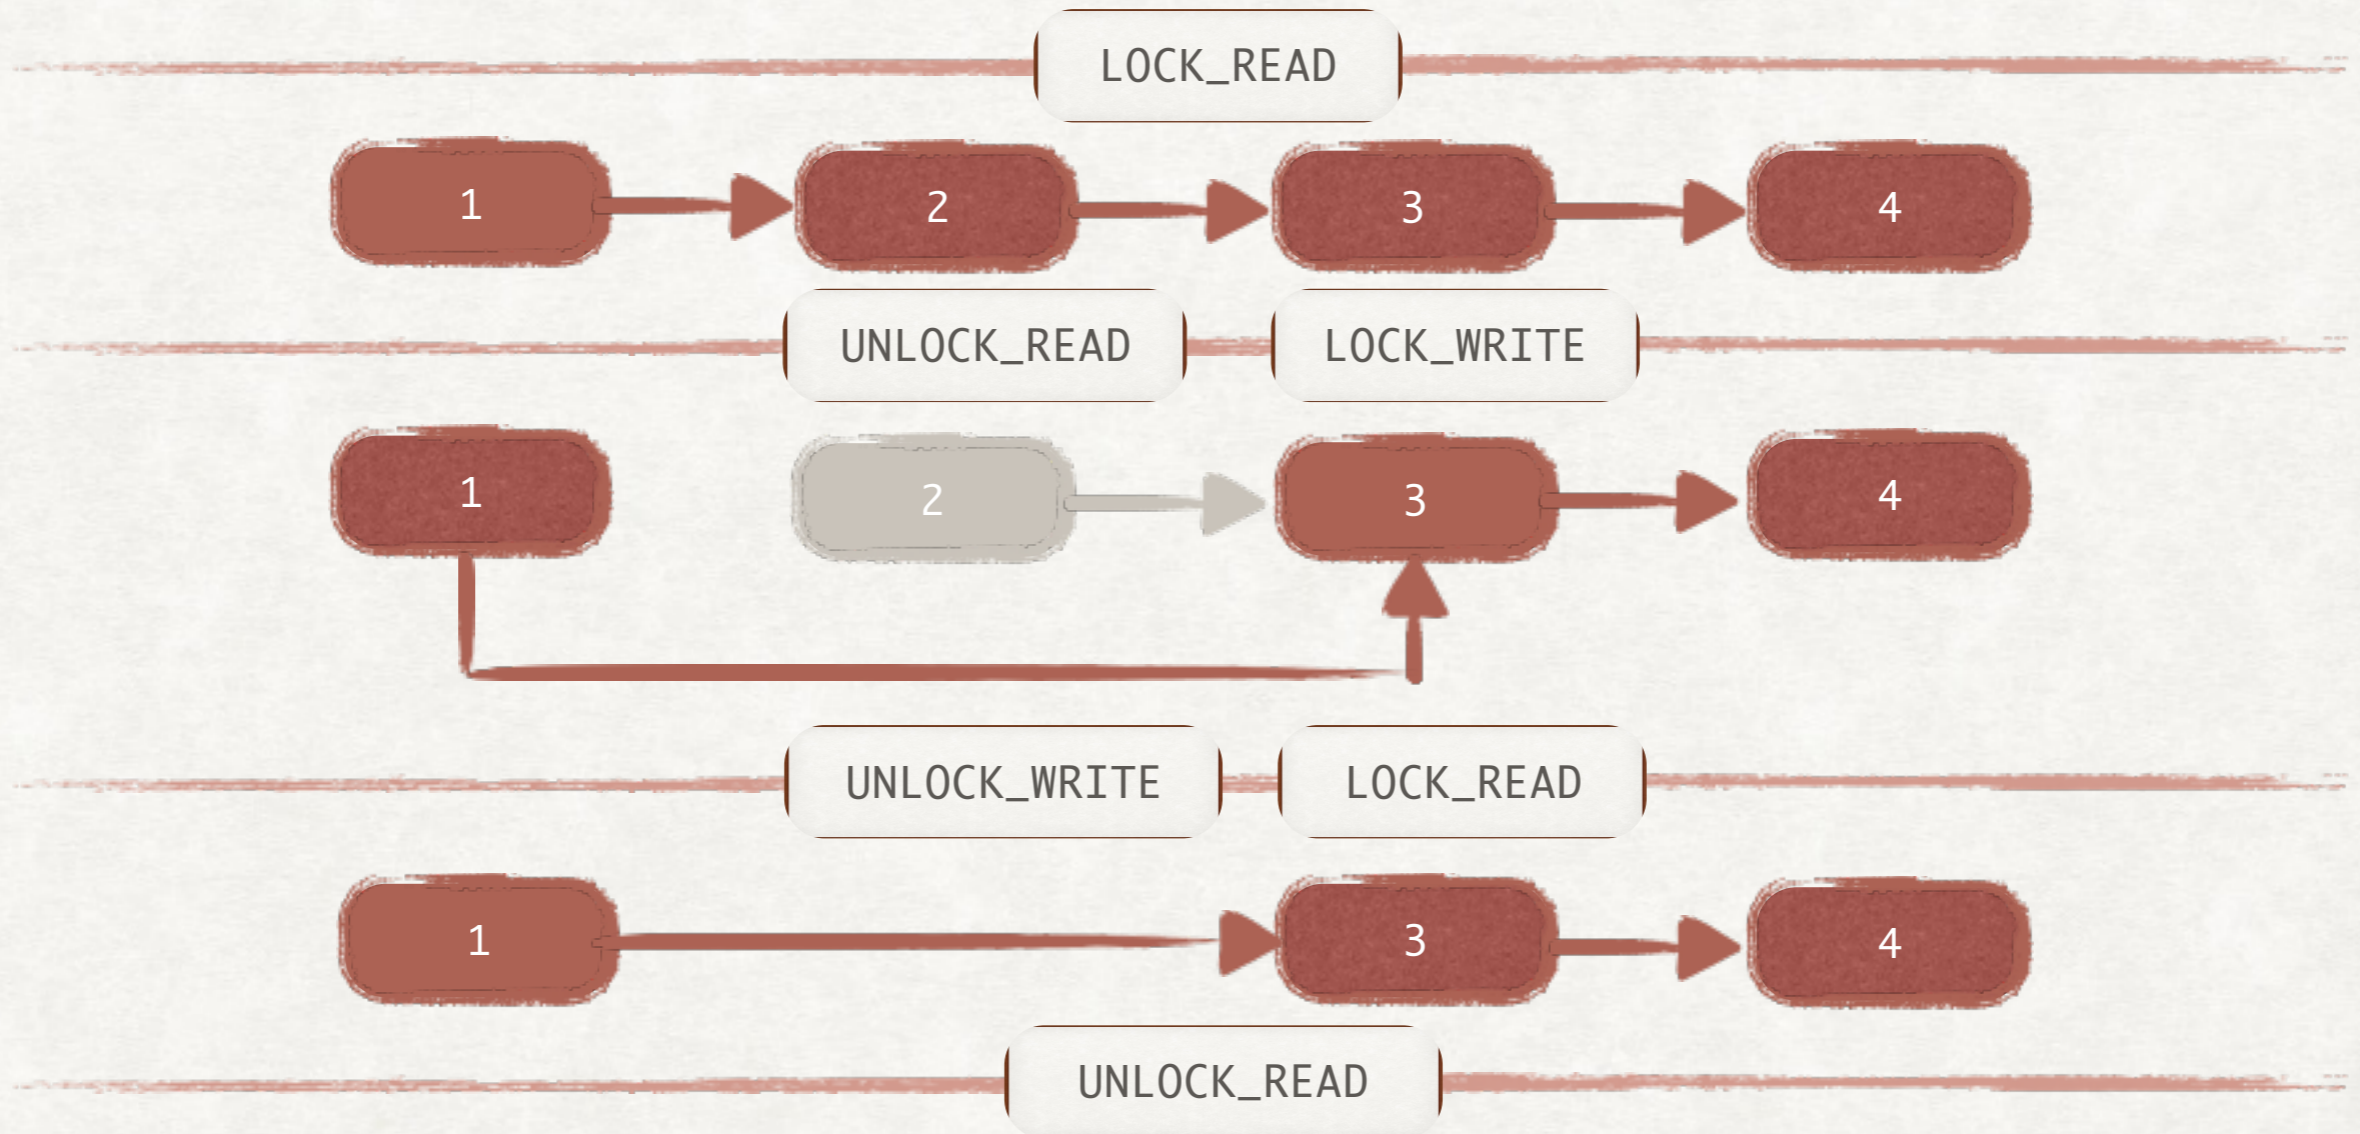 LOCK_READ
1 2 3 4
UNLOCK_READ LOCK_WRITE
1 2 3 4
UNLOCK_WRITE LOCK_READ
1 3 4
UNLOCK_READ